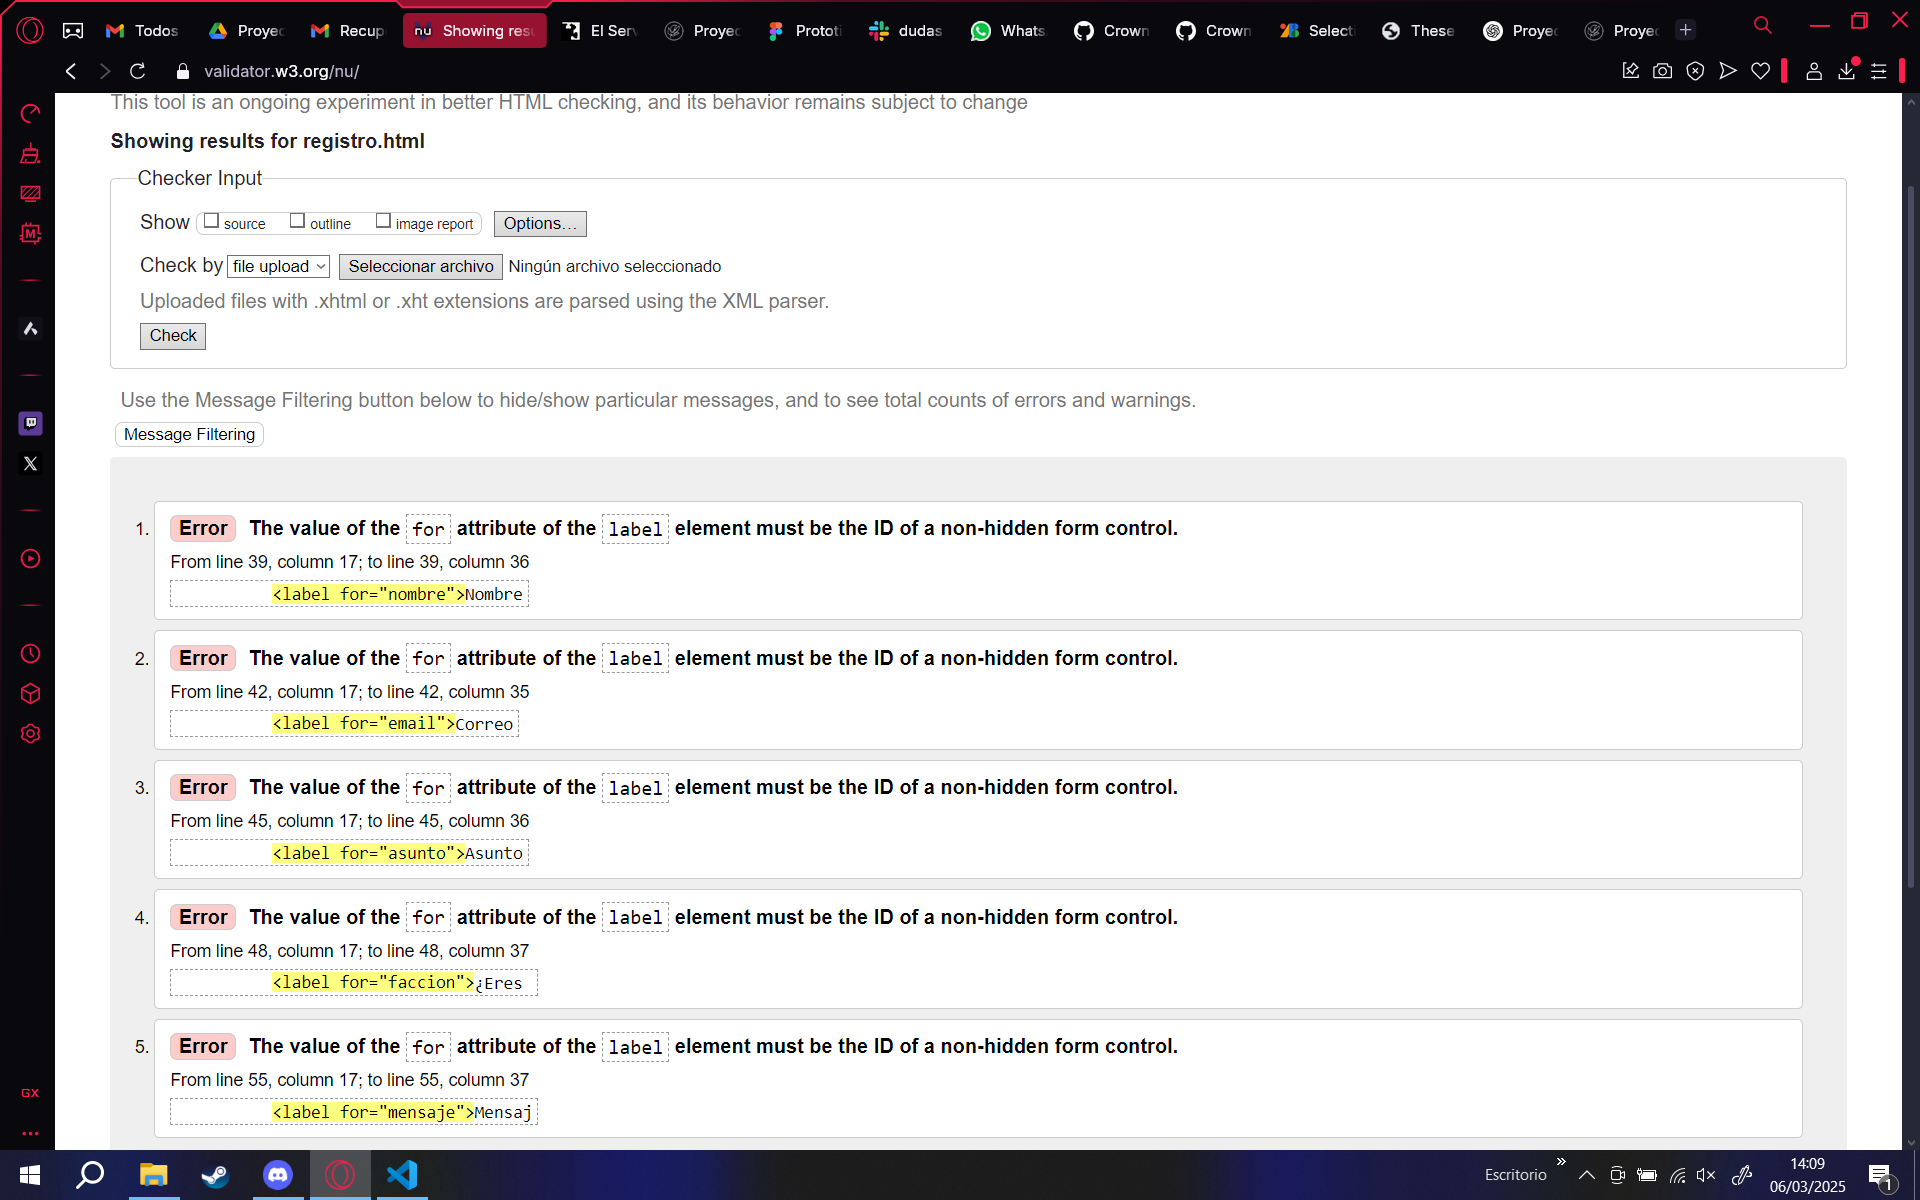 Todos
Proyec
Recup
nu Showing resu
El Serv
Proyec
Prototi
dudas
Whats
Crown
Crown
Selecti
These
Proyec
Proyec
validator.w3.org/nu/
This tool is an ongoing experiment in better HTML checking, and its behavior remains subject to change
Showing results for registro.html
Checker Input
Show source outline image report Options...
Check by file upload Seleccionar archivo Ningún archivo seleccionado
Uploaded files with .xhtml or .xht extensions are parsed using the XML parser.
Check
Use the Message Filtering button below to hide/show particular messages, and to see total counts of errors and warnings.
Message Filtering
1. Error The value of the for attribute of the label element must be the ID of a non-hidden form control.
From line 39, column 17; to line 39, column 36
<label for="nombre">Nombre
2. Error The value of the for attribute of the label element must be the ID of a non-hidden form control.
From line 42, column 17; to line 42, column 35
<label for="email">Correo
3. Error The value of the for attribute of the label element must be the ID of a non-hidden form control.
From line 45, column 17; to line 45, column 36
<label for="asunto">Asunto
4. Error The value of the for attribute of the label element must be the ID of a non-hidden form control.
From line 48, column 17; to line 48, column 37
<label for="faccion">¿Eres
5. Error The value of the for attribute of the label element must be the ID of a non-hidden form control.
From line 55, column 17; to line 55, column 37
<label for="mensaje">Mensaj
GX
Escritorio
14:09
06/03/2025
1